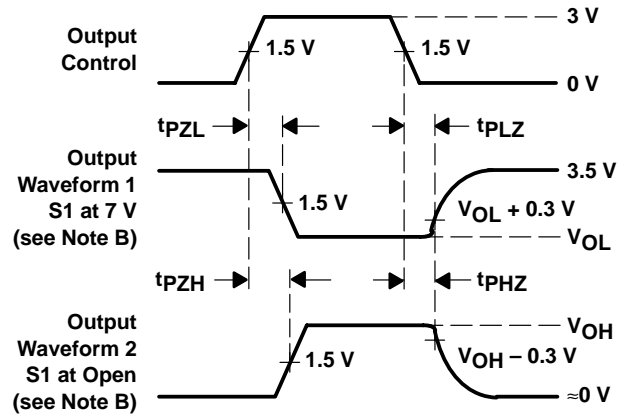 3 V
Output
Control
1.5 V
1.5 V
0 V
tPZL
tPLZ
Output
Waveform 1
S1 at 7 V
(see Note B)
3.5 V
1.5 V
VOL + 0.3 V
VOL
tPZH
tPHZ
Output
Waveform 2
S1 at Open
(see Note B)
VOH
1.5 V
VOH – 0.3 V
≈0 V